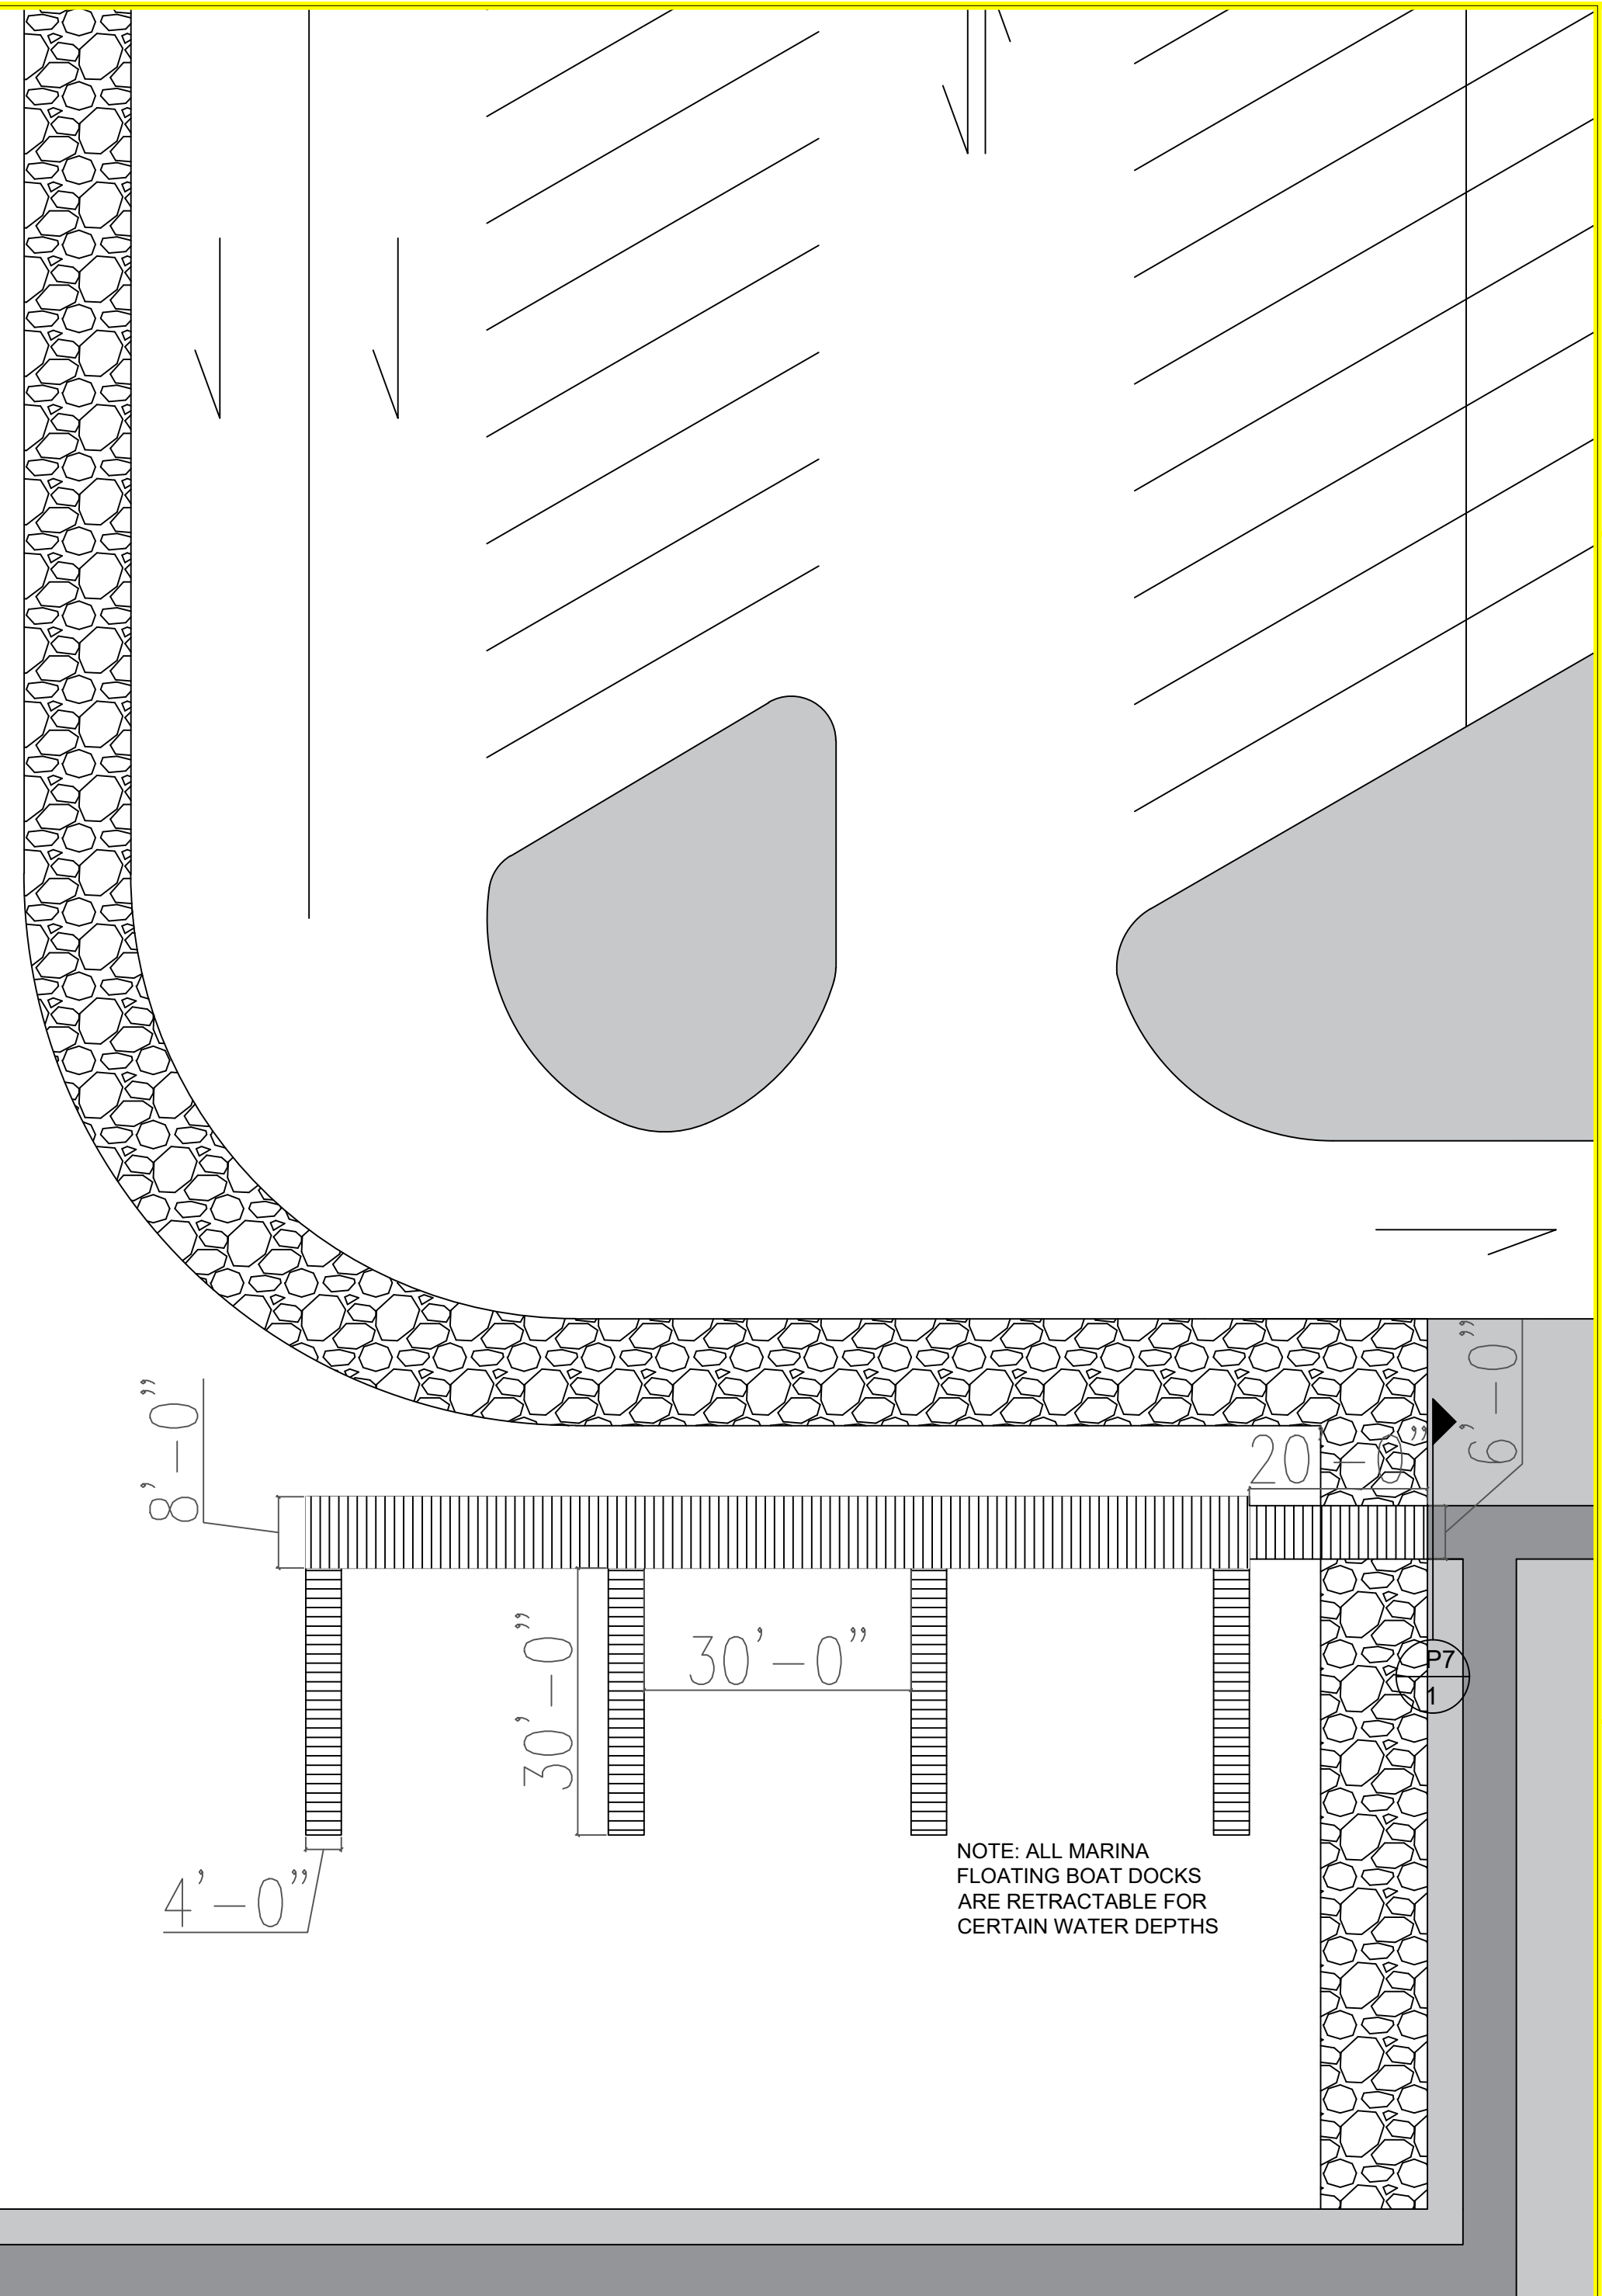 6'-0"
8'-0"
20'-0"
30'-0"
30'-0"
P7
1
4'-0"
NOTE: ALL MARINA
FLOATING BOAT DOCKS
ARE RETRACTABLE FOR
CERTAIN WATER DEPTHS